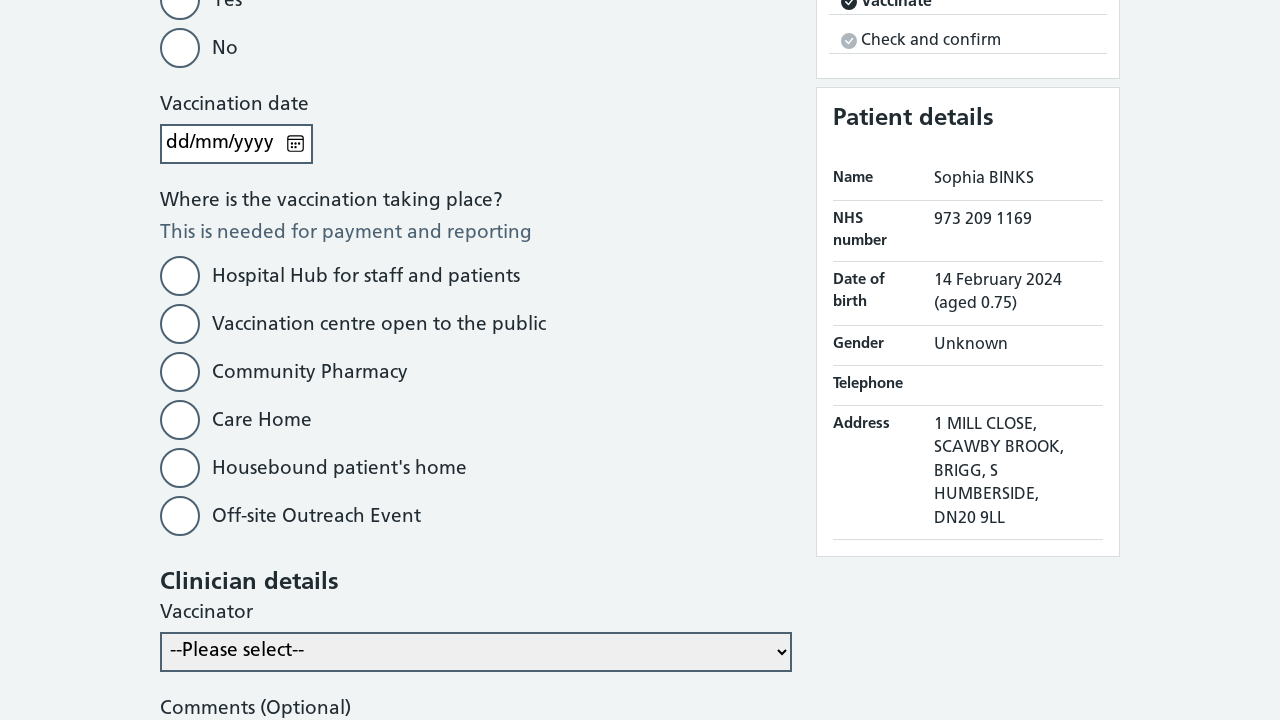 Yes
No
Vaccination date
dd/mm/yyyy
Where is the vaccination taking place?
This is needed for payment and reporting
Hospital Hub for staff and patients
Vaccination centre open to the public
Community Pharmacy
Care Home
Housebound patient's home
Off-site Outreach Event
Clinician details
Vaccinator
--Please select--
Comments (Optional)
Vaccinate
Check and confirm
Patient details
Name Sophia BINKS
NHS number 973 209 1169
Date of birth 14 February 2024
(aged 0.75)
Gender Unknown
Telephone
Address 1 MILL CLOSE,
SCAWBY BROOK,
BRIGG, S
HUMBERSIDE,
DN20 9LL